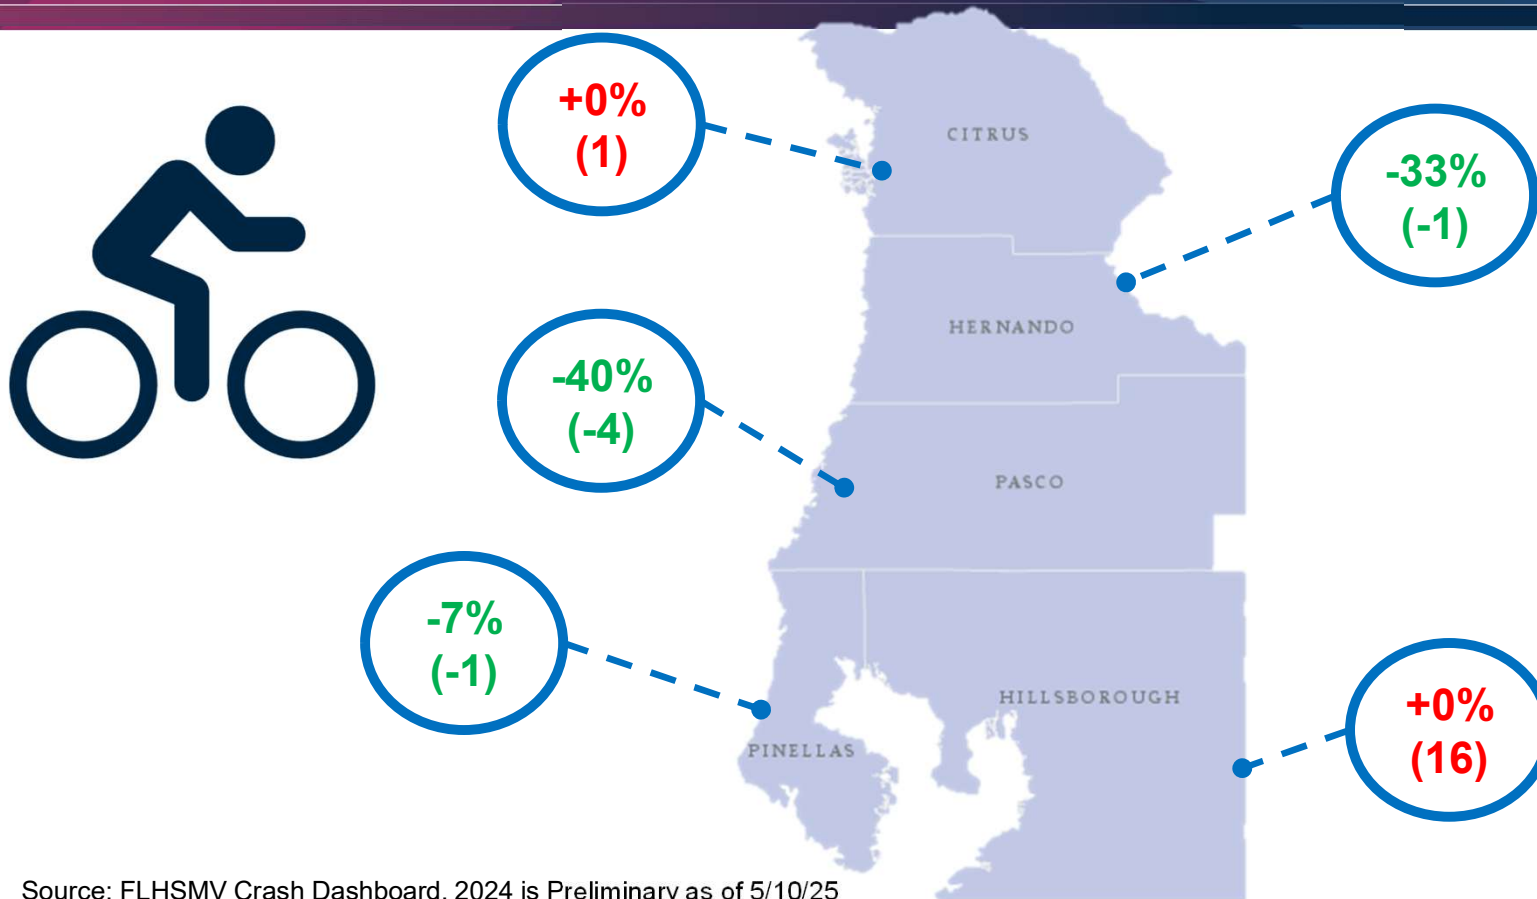 +0%
(1)
CITRUS
-33%
(-1)
HERNANDO
-40%
(-4)
PASCO
-7%
(-1)
HILLSBOROUGH
PINELLAS
+0%
(16)
Source: FLHSMV Crash Dashboard. 2024 is Preliminary as of 5/10/25